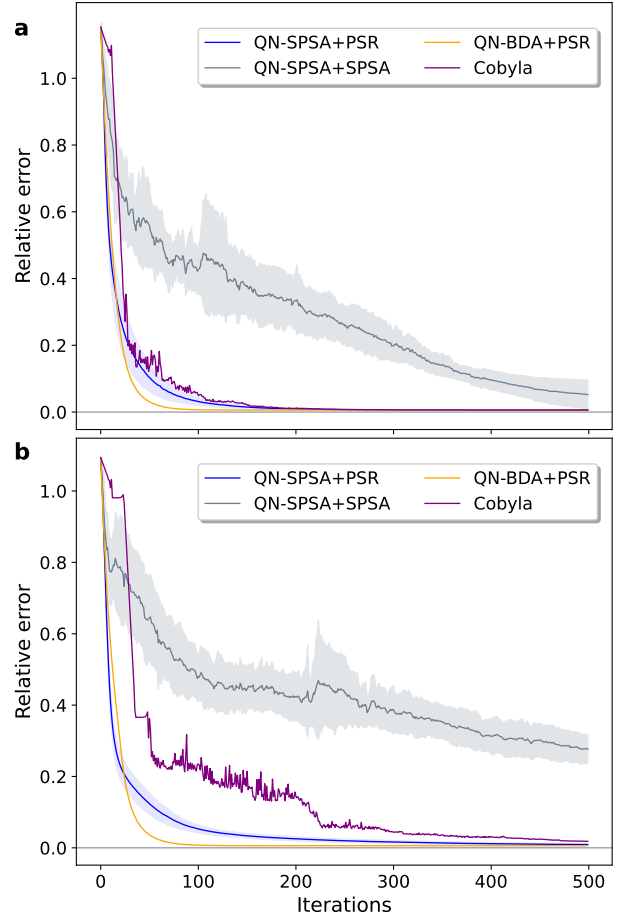 a
QN-SPSA+PSR
QN-BDA+PSR
QN-SPSA+SPSA
Cobyla
Relative error
1.0
0.8
0.6
0.4
0.2
0.0
b
QN-SPSA+PSR
QN-BDA+PSR
QN-SPSA+SPSA
Cobyla
Relative error
1.0
0.8
0.6
0.4
0.2
0.0
0
100
200
300
400
500
Iterations